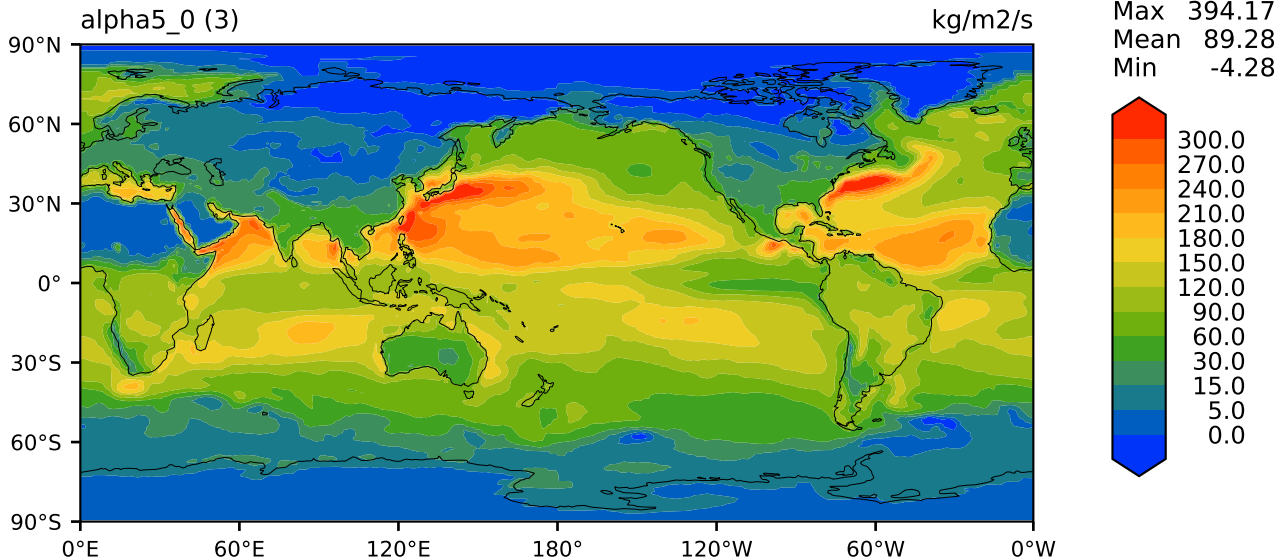 alpha5_0 (3) kg/m2/s
Max 394.17
Mean 89.28
Min -4.28
90°N
60°N
30°N
0°
30°S
60°S
90°S
0°E 60°E 120°E 180° 120°W 60°W 0°W
300.0
270.0
240.0
210.0
180.0
150.0
120.0
90.0
60.0
30.0
15.0
5.0
0.0